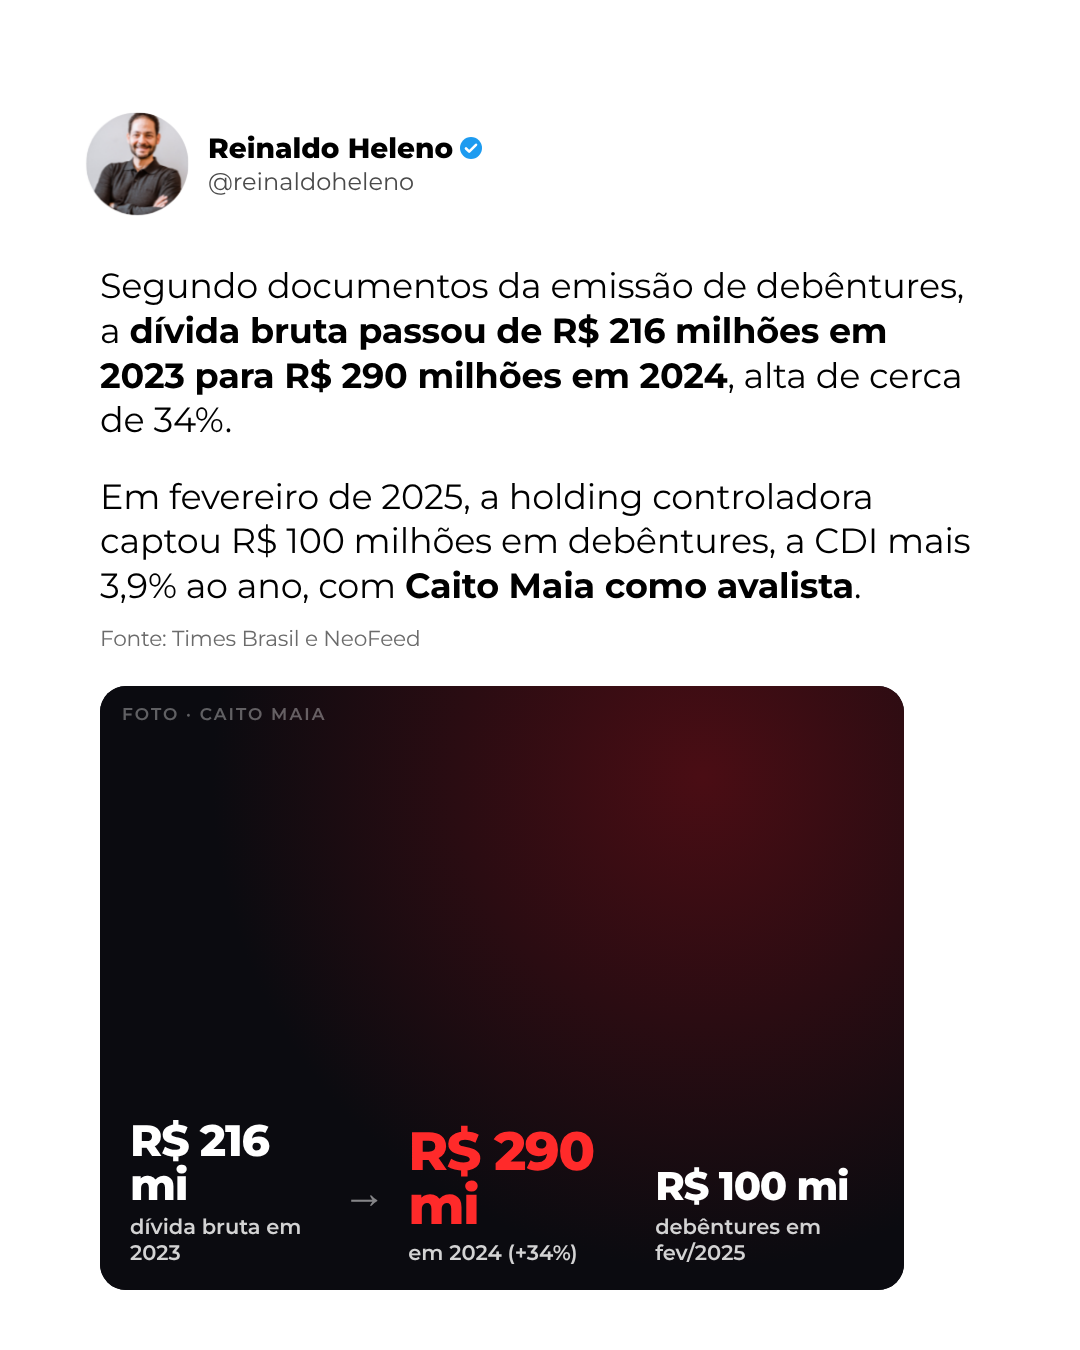 Reinaldo Heleno
@reinaldoheleno
Segundo documentos da emissão de debêntures,
a dívida bruta passou de R$ 216 milhões em
2023 para R$ 290 milhões em 2024, alta de cerca
de 34%.
Em fevereiro de 2025, a holding controladora
captou R$ 100 milhões em debêntures, a CDI mais
3,9% ao ano, com Caito Maia como avalista.
Fonte: Times Brasil e NeoFeed
FOTO · CAITO MAIA
R$ 216
mi
dívida bruta em
2023
→
R$ 290
mi
em 2024 (+34%)
R$ 100 mi
debêntures em
fev/2025